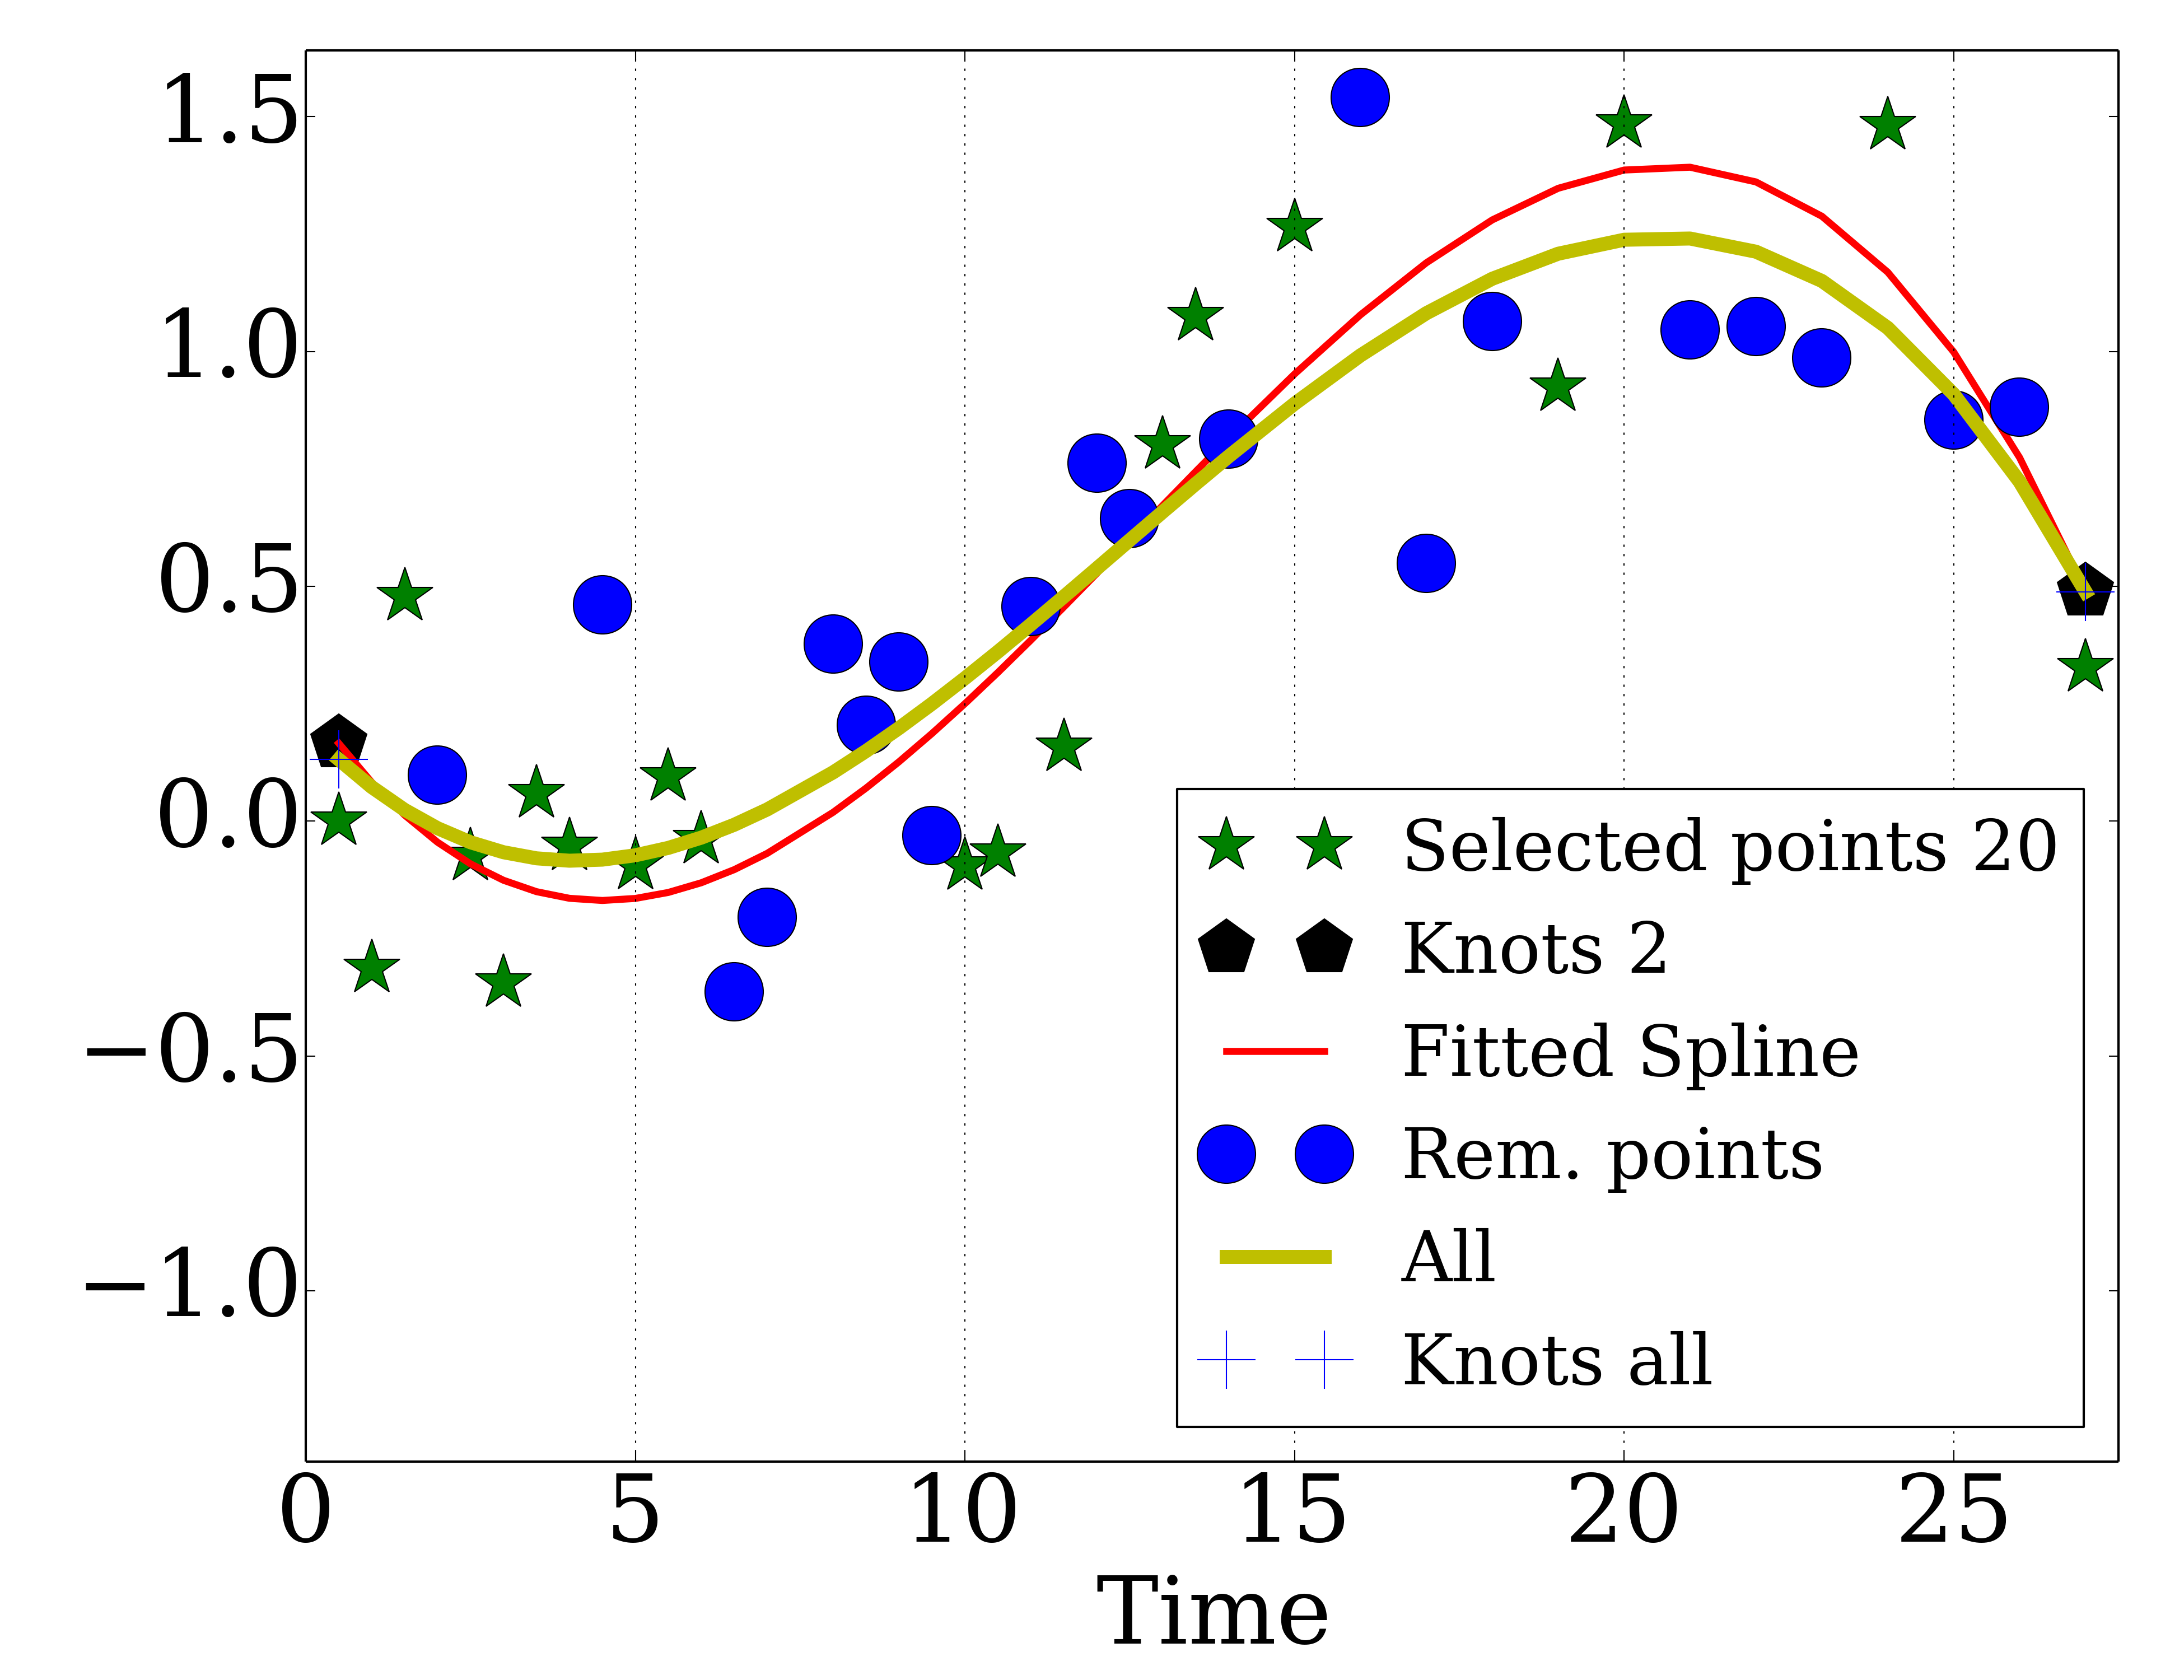 1.5
1.0
0.5
0.0
−0.5
−1.0
Selected points 20
Knots 2
Fitted Spline
Rem. points
All
Knots all
0 5 10 15 20 25
Time